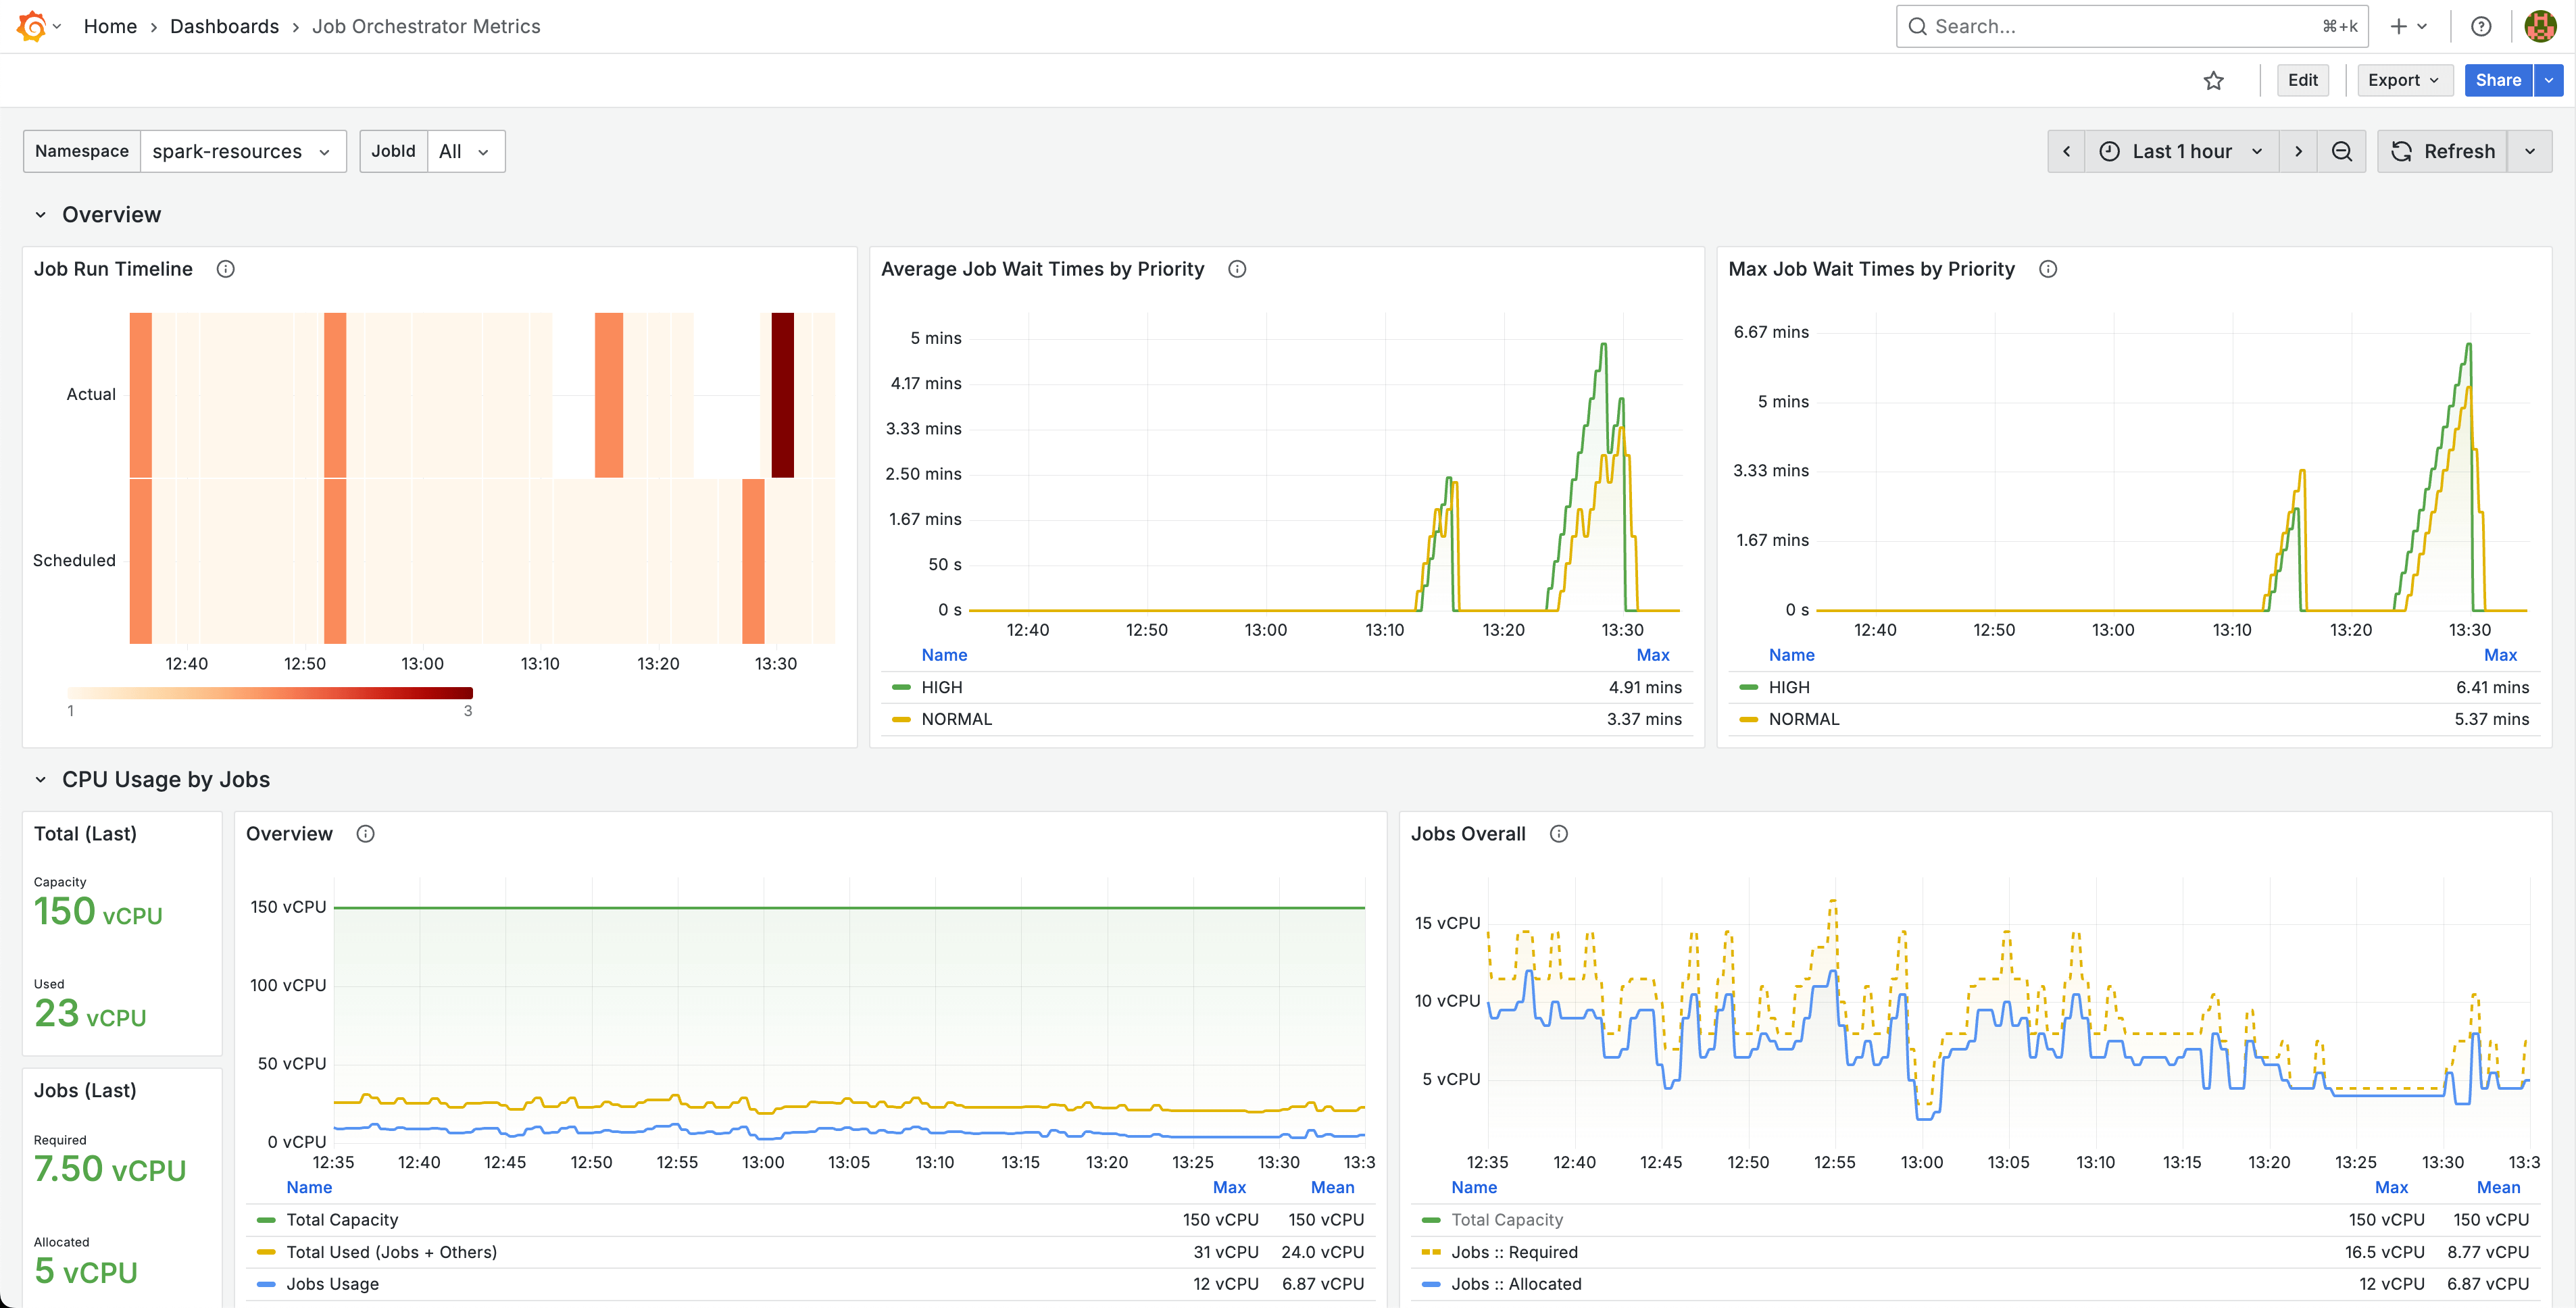 Home › Dashboards › Job Orchestrator Metrics
Search... ⌘+k
Edit Export Share
Namespace spark-resources JobId All Last 1 hour Refresh
Overview
Job Run Timeline
Actual
Scheduled
12:40 12:50 13:00 13:10 13:20 13:30
1 3
Average Job Wait Times by Priority
5 mins
4.17 mins
3.33 mins
2.50 mins
1.67 mins
50 s
0 s
12:40 12:50 13:00 13:10 13:20 13:30
Name Max
HIGH 4.91 mins
NORMAL 3.37 mins
Max Job Wait Times by Priority
6.67 mins
5 mins
3.33 mins
1.67 mins
0 s
12:40 12:50 13:00 13:10 13:20 13:30
Name Max
HIGH 6.41 mins
NORMAL 5.37 mins
CPU Usage by Jobs
Total (Last)
Capacity
150 vCPU
Used
23 vCPU
Jobs (Last)
Required
7.50 vCPU
Allocated
5 vCPU
Overview
150 vCPU
100 vCPU
50 vCPU
0 vCPU
12:35 12:40 12:45 12:50 12:55 13:00 13:05 13:10 13:15 13:20 13:25 13:30 13:3
Name Max Mean
Total Capacity 150 vCPU 150 vCPU
Total Used (Jobs + Others) 31 vCPU 24.0 vCPU
Jobs Usage 12 vCPU 6.87 vCPU
Jobs Overall
15 vCPU
10 vCPU
5 vCPU
12:35 12:40 12:45 12:50 12:55 13:00 13:05 13:10 13:15 13:20 13:25 13:30 13:3
Name Max Mean
Total Capacity 150 vCPU 150 vCPU
Jobs :: Required 16.5 vCPU 8.77 vCPU
Jobs :: Allocated 12 vCPU 6.87 vCPU